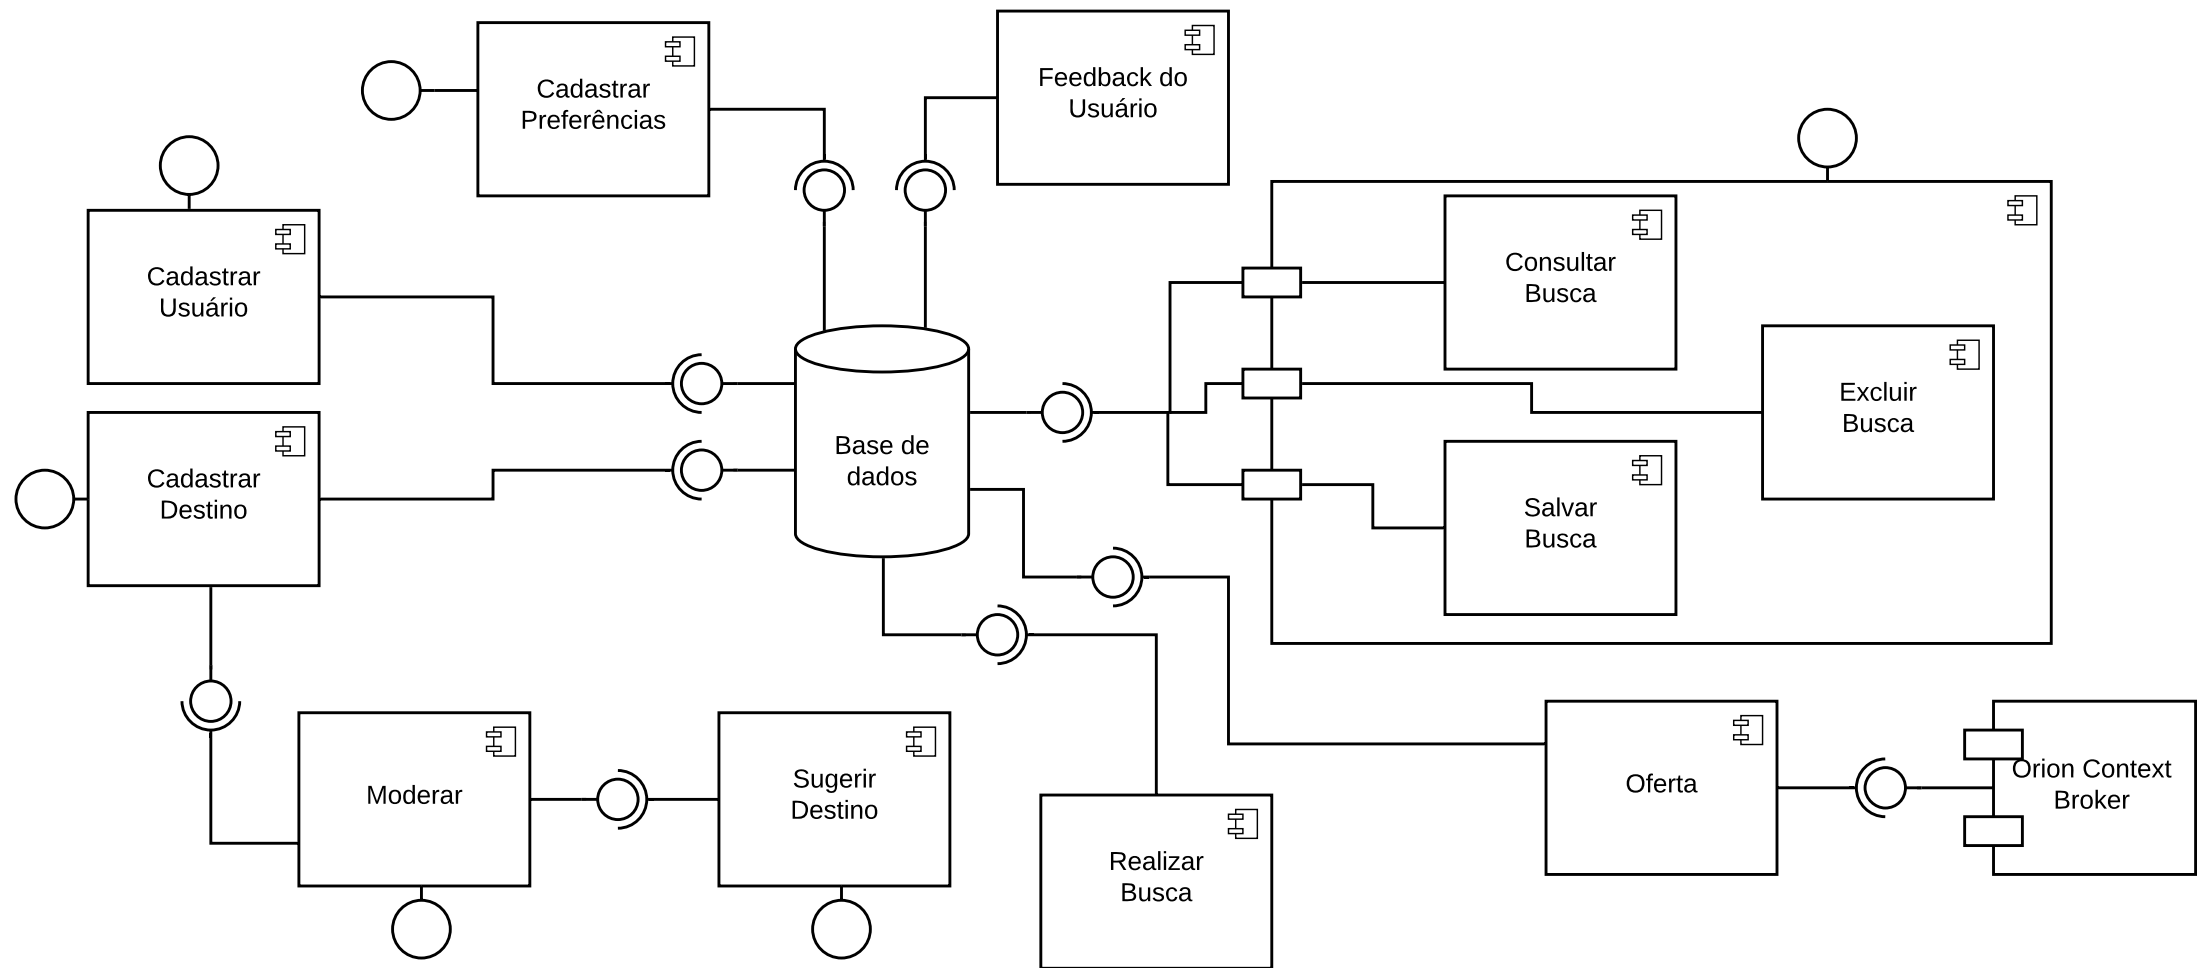 Cadastrar
Preferências
Feedback do
Usuário
Cadastrar
Usuário
Consultar
Busca
Excluir
Busca
Base de
dados
Cadastrar
Destino
Salvar
Busca
Moderar
Sugerir
Destino
Realizar
Busca
Oferta
Orion Context
Broker